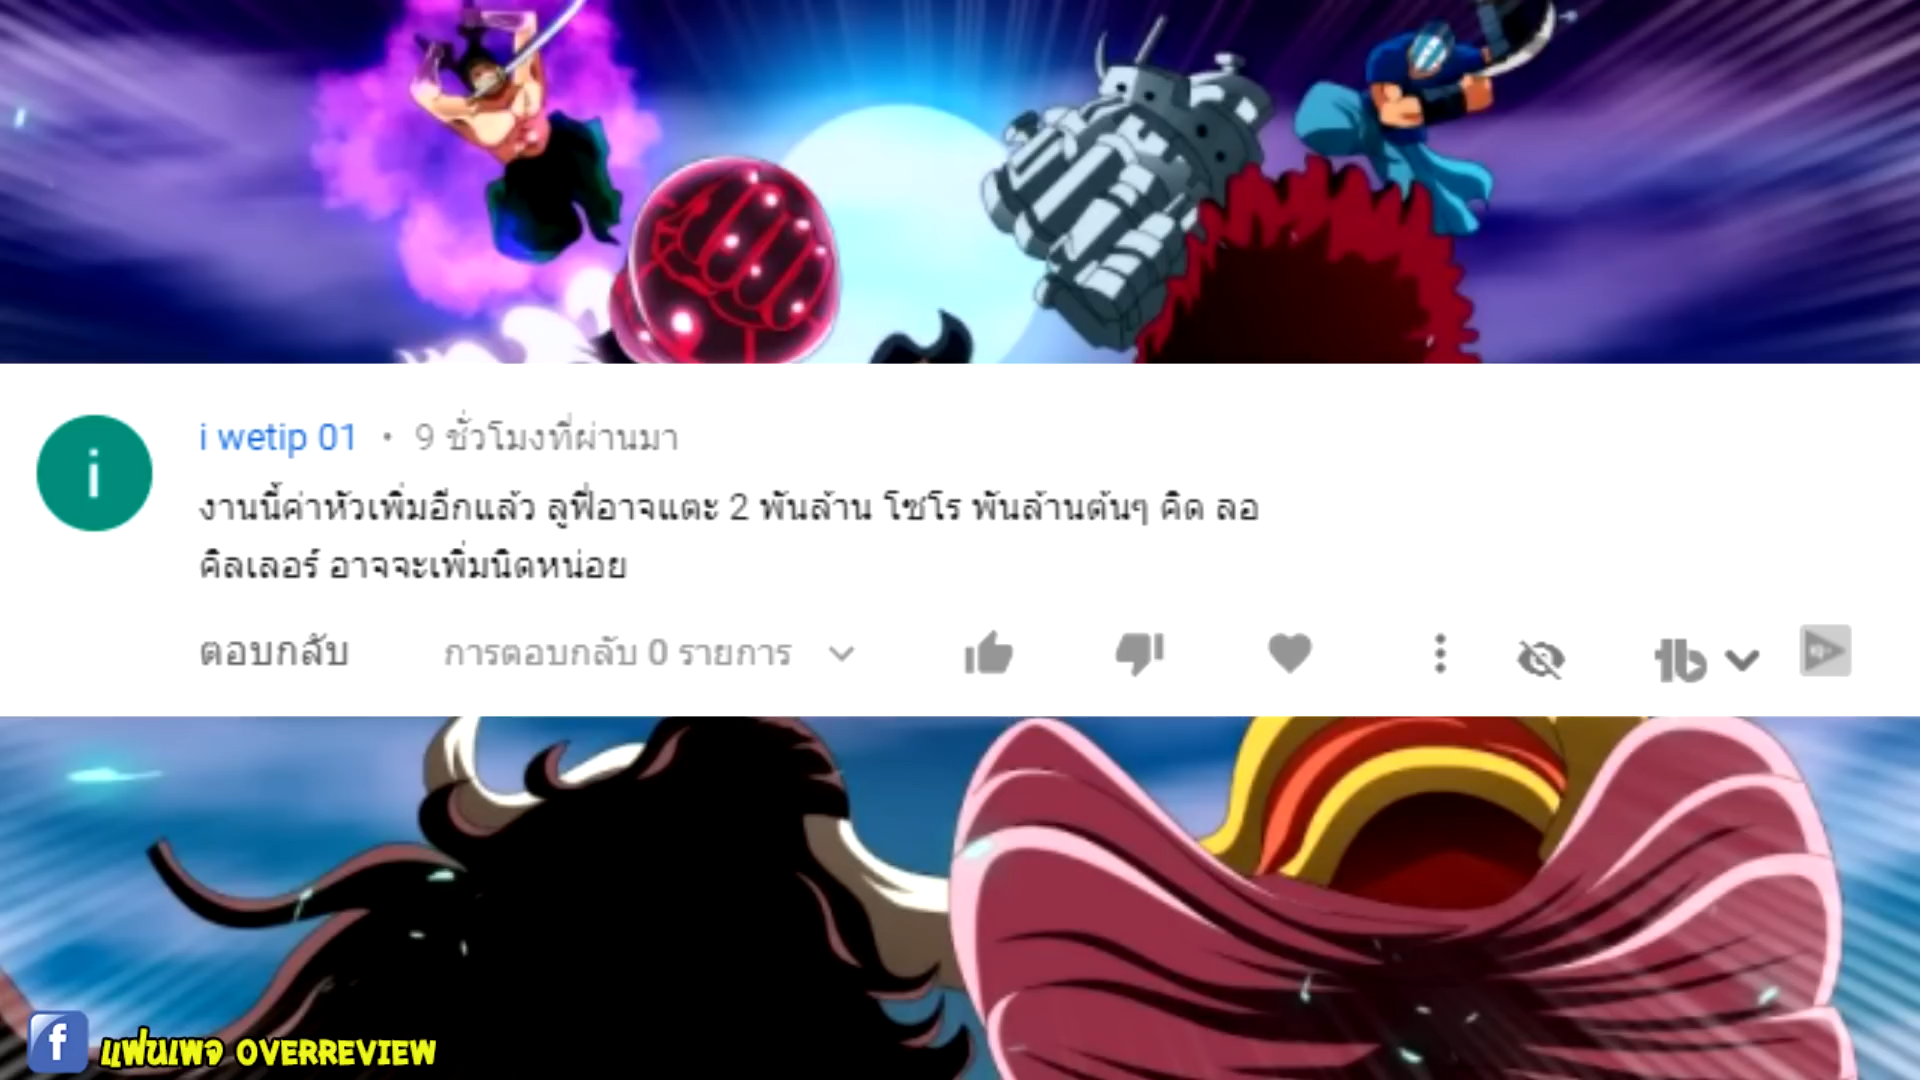 i wetip 01 • 9 ชั่วโมงที่ผ่านมา
งานนี้ค่าหัวเพิ่มอีกแล้ว ลูฟี่อาจแตะ 2 พันล้าน โซโร พันล้านต้นๆ คิด ลอ
คิลเลอร์ อาจจะเพิ่มนิดหน่อย
ตอบกลับ การตอบกลับ 0 รายการ
แฟนเพจ OVERREVIEW